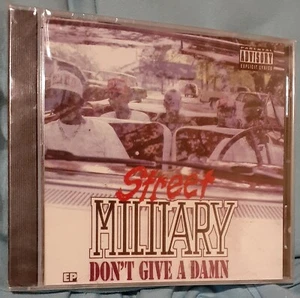 PARENTAL
ADVISORY
EXPLICIT LYRICS
Street
MILITARY
DON'T GIVE A DAMN
EP